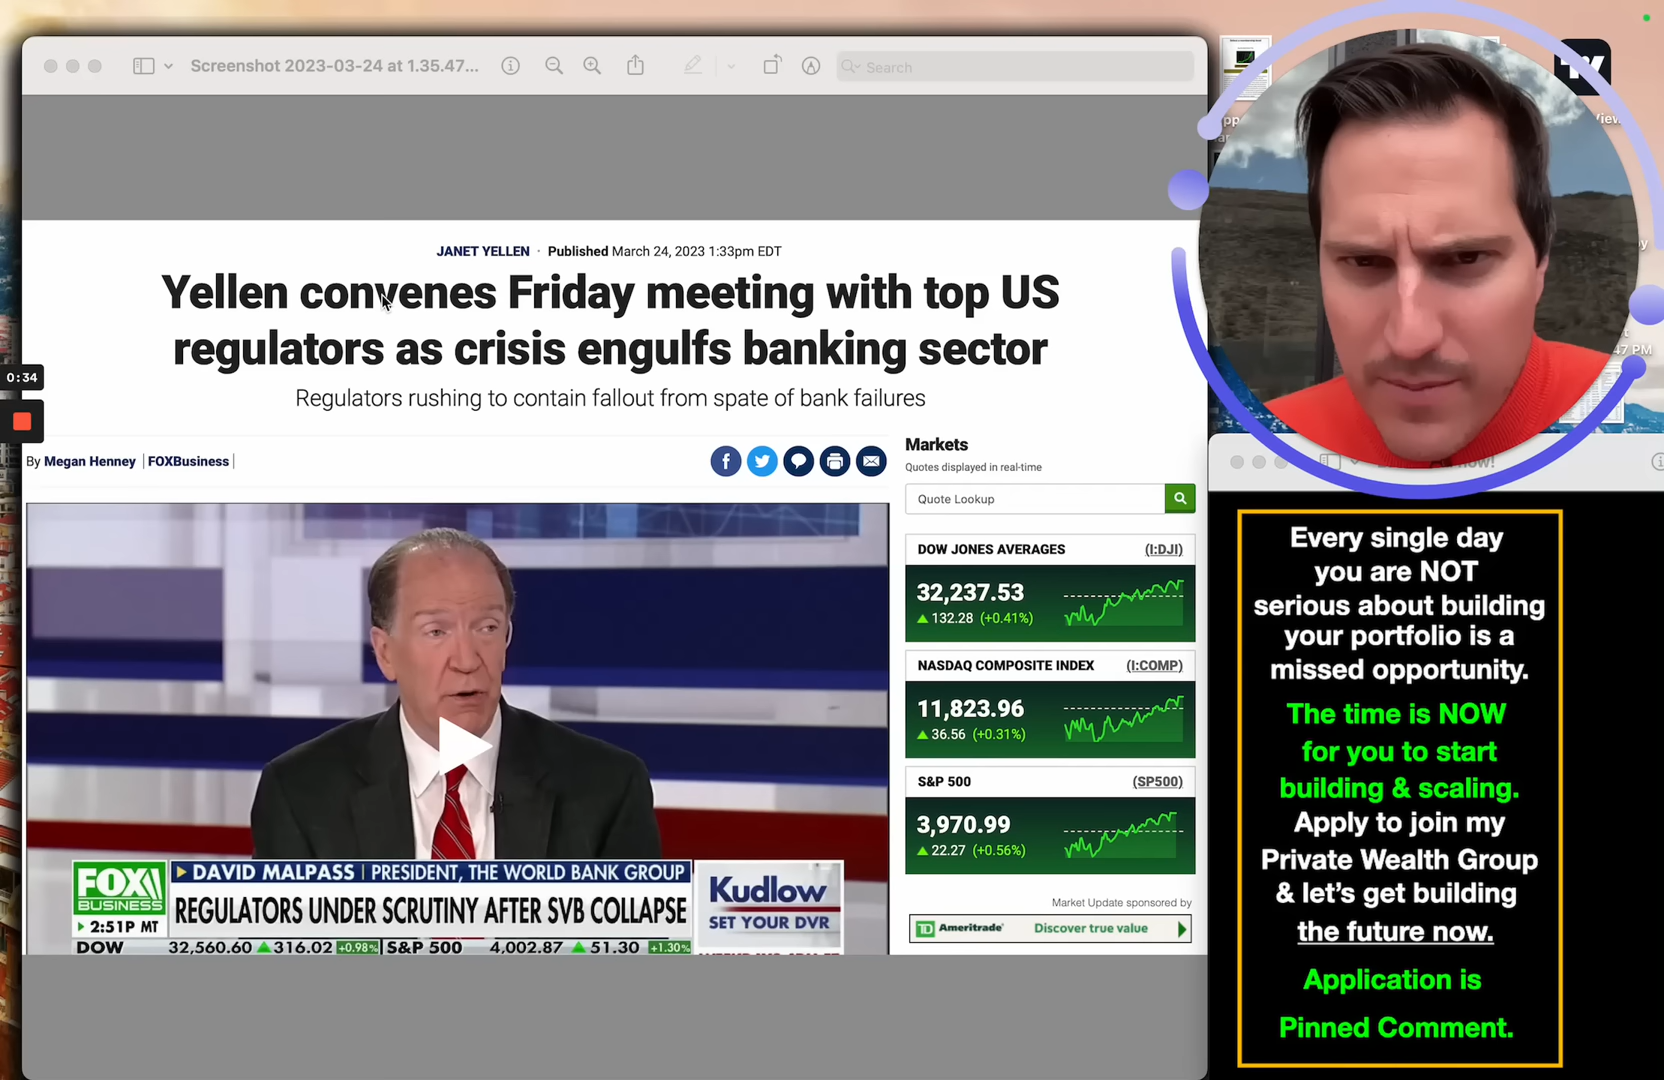 Screenshot 2023-03-24 at 1.35.47...
Search
JANET YELLEN · Published March 24, 2023 1:33pm EDT
Yellen convenes Friday meeting with top US
regulators as crisis engulfs banking sector
Regulators rushing to contain fallout from spate of bank failures
0:34
By Megan Henney | FOXBusiness |
Markets
Quotes displayed in real-time
Quote Lookup
DOW JONES AVERAGES (I:DJI)
32,237.53
▲ 132.28 (+0.41%)
NASDAQ COMPOSITE INDEX (I:COMP)
11,823.96
▲ 36.56 (+0.31%)
S&P 500 (SP500)
3,970.99
▲ 22.27 (+0.56%)
Market Update sponsored by
TD Ameritrade Discover true value
FOX
BUSINESS
2:51P MT
DAVID MALPASS | PRESIDENT, THE WORLD BANK GROUP
REGULATORS UNDER SCRUTINY AFTER SVB COLLAPSE
Kudlow
SET YOUR DVR
DOW 32,560.60 ▲ 316.02 +0.98% S&P 500 4,002.87 ▲ 51.30 +1.30%
47 PM
now!
Every single day
you are NOT
serious about building
your portfolio is a
missed opportunity.
The time is NOW
for you to start
building & scaling.
Apply to join my
Private Wealth Group
& let's get building
the future now.
Application is
Pinned Comment.